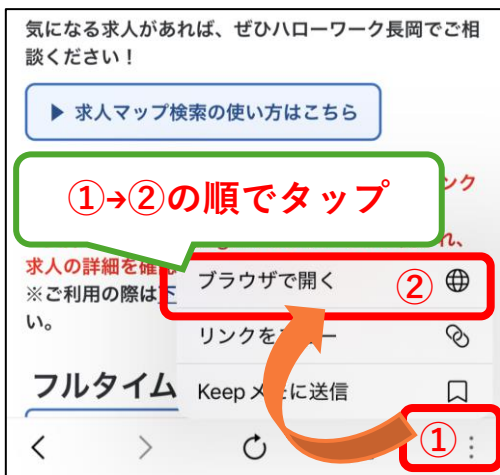 気になる求人があれば、ぜひハローワーク長岡でご相
談ください！
▶ 求人マップ検索の使い方はこちら
ンク
①→②の順でタップ
れ、
求人の詳細を確認
※ご利用の際は下
い。
ブラウザで開く ②
リンクを
フルタイム
Keep
に送信
①